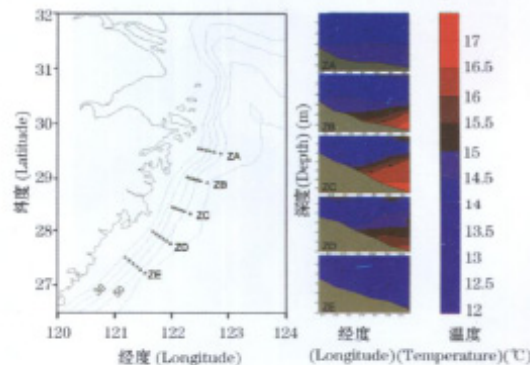 32
31
30
29
28
27
120
121
122
123
124
纬度 (Latitude)
经度 (Longitude)
ZA
ZB
ZC
ZD
ZE
50
深度(Depth) (m)
ZA
ZB
ZC
ZD
ZE
经度
(Longitude)
17
16.5
16
15.5
15
14.5
14
13.5
13
12.5
12
温度
(Temperature)(℃)